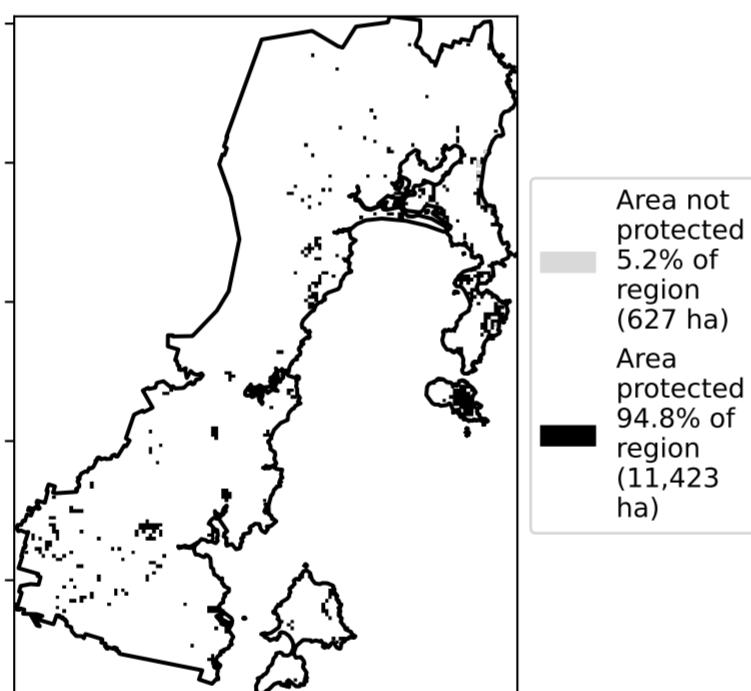 Area not
protected
5.2% of
region
(627 ha)
Area
protected
94.8% of
region
(11,423
ha)